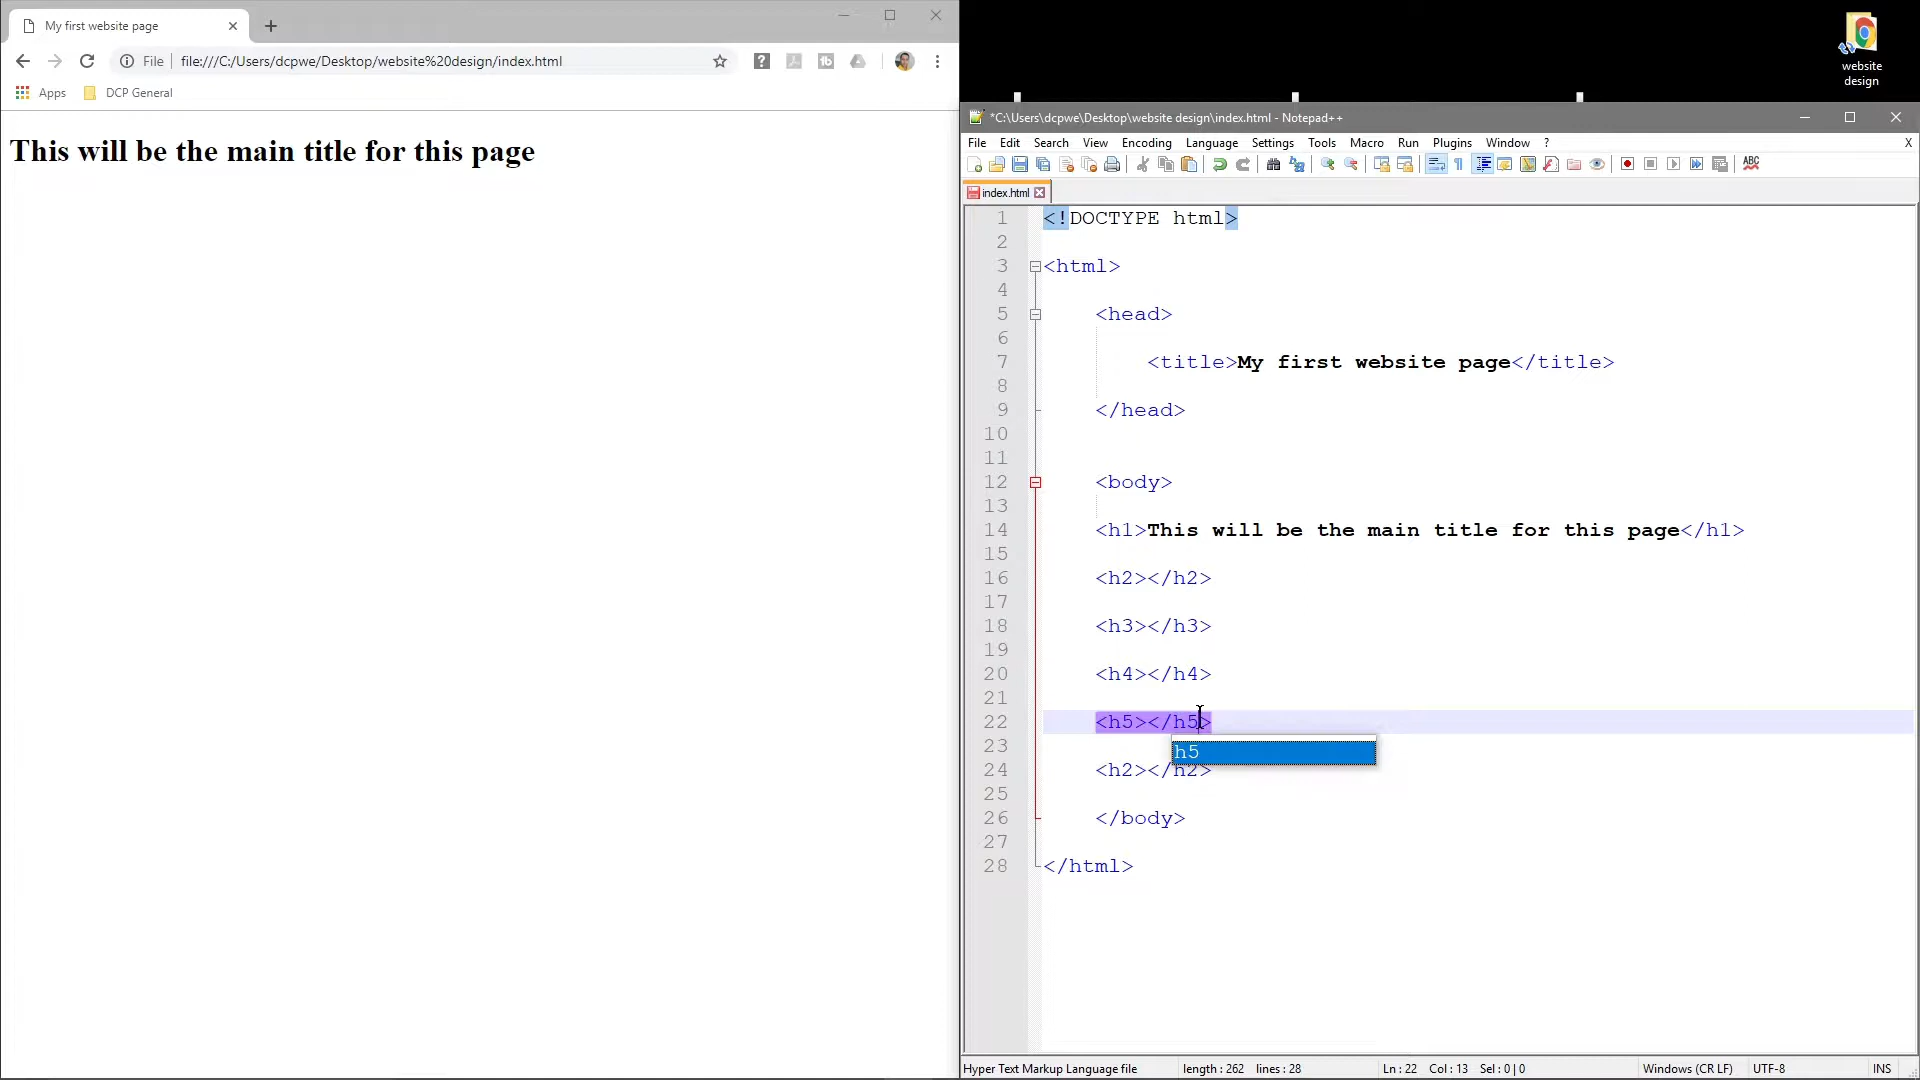 My first website page
File
file:///C:/Users/dcpwe/Desktop/website%20design/index.html
Apps
DCP General
This will be the main title for this page
website
design
*C:\Users\dcpwe\Desktop\website design\index.html - Notepad++
File Edit Search View Encoding Language Settings Tools Macro Run Plugins Window ? X
ABC
index.html
1 <!DOCTYPE html>
2
3 <html>
4
5 <head>
6
7 <title>My first website page</title>
8
9 </head>
10
11
12 <body>
13
14 <h1>This will be the main title for this page</h1>
15
16 <h2></h2>
17
18 <h3></h3>
19
20 <h4></h4>
21
22 <h5></h5>
23
h5
24 <h2></h2>
25
26 </body>
27
28 </html>
Hyper Text Markup Language file length : 262 lines : 28 Ln : 22 Col : 13 Sel : 0 | 0 Windows (CR LF) UTF-8 INS